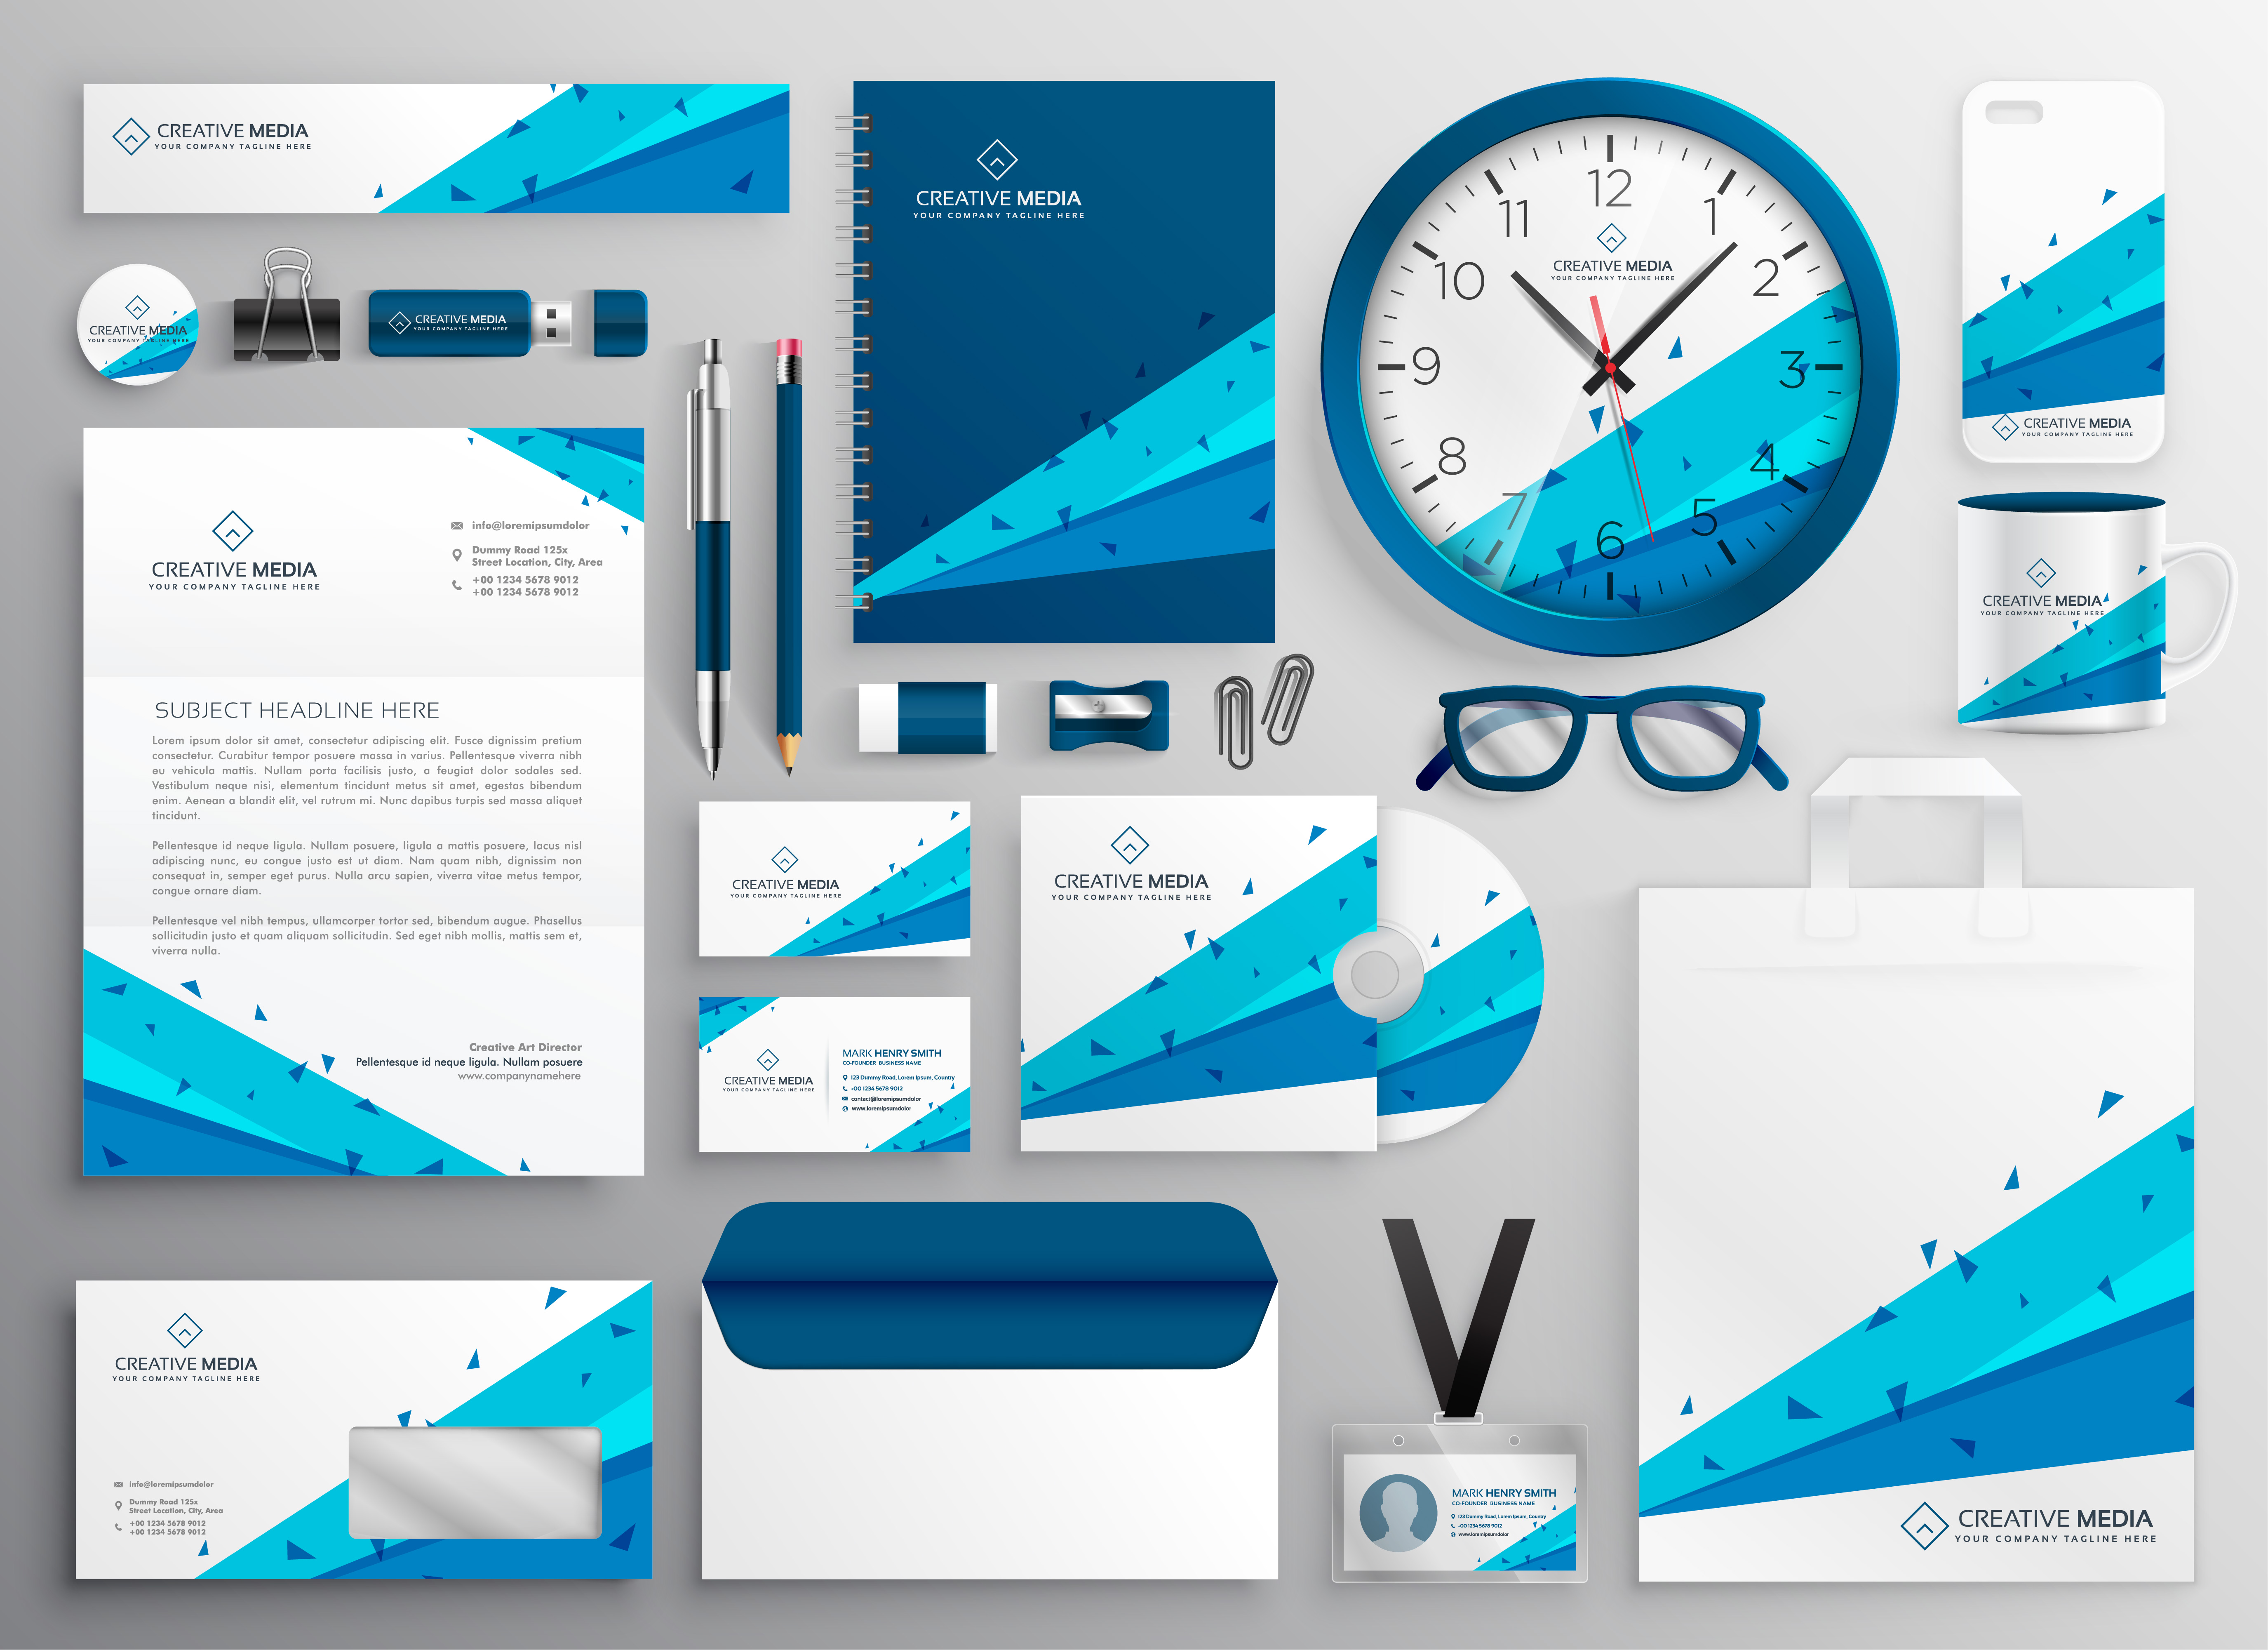 CREATIVE MEDIA
YOUR COMPANY TAGLINE HERE
CREATIVE MEDIA
YOUR COMPANY TAGLINE HERE
CREATIVE MEDIA
YOUR COMPANY TAGLINE HERE
CREATIVE MEDIA
YOUR COMPANY TAGLINE HERE
12
1
2
3
4
5
6
7
8
9
10
11
CREATIVE MEDIA
YOUR COMPANY TAGLINE HERE
CREATIVE MEDIA
YOUR COMPANY TAGLINE HERE
CREATIVE MEDIA
YOUR COMPANY TAGLINE HERE
CREATIVE MEDIA
YOUR COMPANY TAGLINE HERE
info@loremipsumdolor
Dummy Road 125x
Street Location, City, Area
+00 1234 5678 9012
+00 1234 5678 9012
SUBJECT HEADLINE HERE
Lorem ipsum dolor sit amet, consectetur adipiscing elit. Fusce dignissim pretium
consectetur. Curabitur tempor posuere massa in varius. Pellentesque viverra nibh
eu vehicula mattis. Nullam porta facilisis justo, a feugiat dolor sodales sed.
Vestibulum neque nisi, elementum tincidunt metus sit amet, egestas bibendum
enim. Aenean a blandit elit, vel rutrum mi. Nunc dapibus turpis sed massa aliquet
tincidunt.
Pellentesque id neque ligula. Nullam posuere, ligula a mattis posuere, lacus nisl
adipiscing nunc, eu congue justo est ut diam. Nam quam nibh, dignissim non
consequat in, semper eget purus. Nulla arcu sapien, viverra vitae metus tempor,
congue ornare diam.
Pellentesque vel nibh tempus, ullamcorper tortor sed, bibendum augue. Phasellus
sollicitudin justo et quam aliquam sollicitudin. Sed eget nibh mollis, mattis sem et,
viverra nulla.
Creative Art Director
Pellentesque id neque ligula. Nullam posuere
www.companynamehere
CREATIVE MEDIA
YOUR COMPANY TAGLINE HERE
CREATIVE MEDIA
YOUR COMPANY TAGLINE HERE
CREATIVE MEDIA
YOUR COMPANY TAGLINE HERE
MARK HENRY SMITH
CO-FOUNDER BUSINESS NAME
123 Dummy Road, Lorem Ipsum, Country
+00 1234 5678 9012
contact@loremipsumdolor
www.loremipsumdolor
CREATIVE MEDIA
YOUR COMPANY TAGLINE HERE
info@loremipsumdolor
Dummy Road 125x
Street Location, City, Area
+00 1234 5678 9012
+00 1234 5678 9012
MARK HENRY SMITH
CO-FOUNDER BUSINESS NAME
123 Dummy Road, Lorem Ipsum, Country
+00 1234 5678 9012
www.loremipsumdolor
CREATIVE MEDIA
YOUR COMPANY TAGLINE HERE